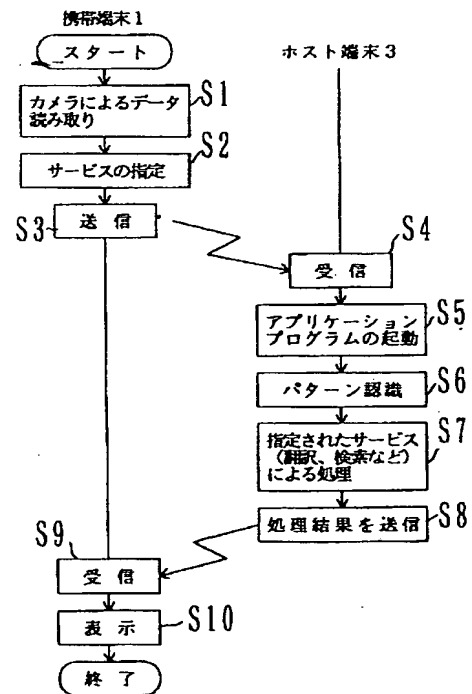 携帯端末1
スタート
ホスト端末3
カメラによるデータ
読み取り
S1
サービスの指定
S2
送信
S3
受信
S4
アプリケーション
プログラムの起動
S5
パターン認識
S6
指定されたサービス
(翻訳、検索など)
による処理
S7
処理結果を送信
S8
受信
S9
表示
S10
終了